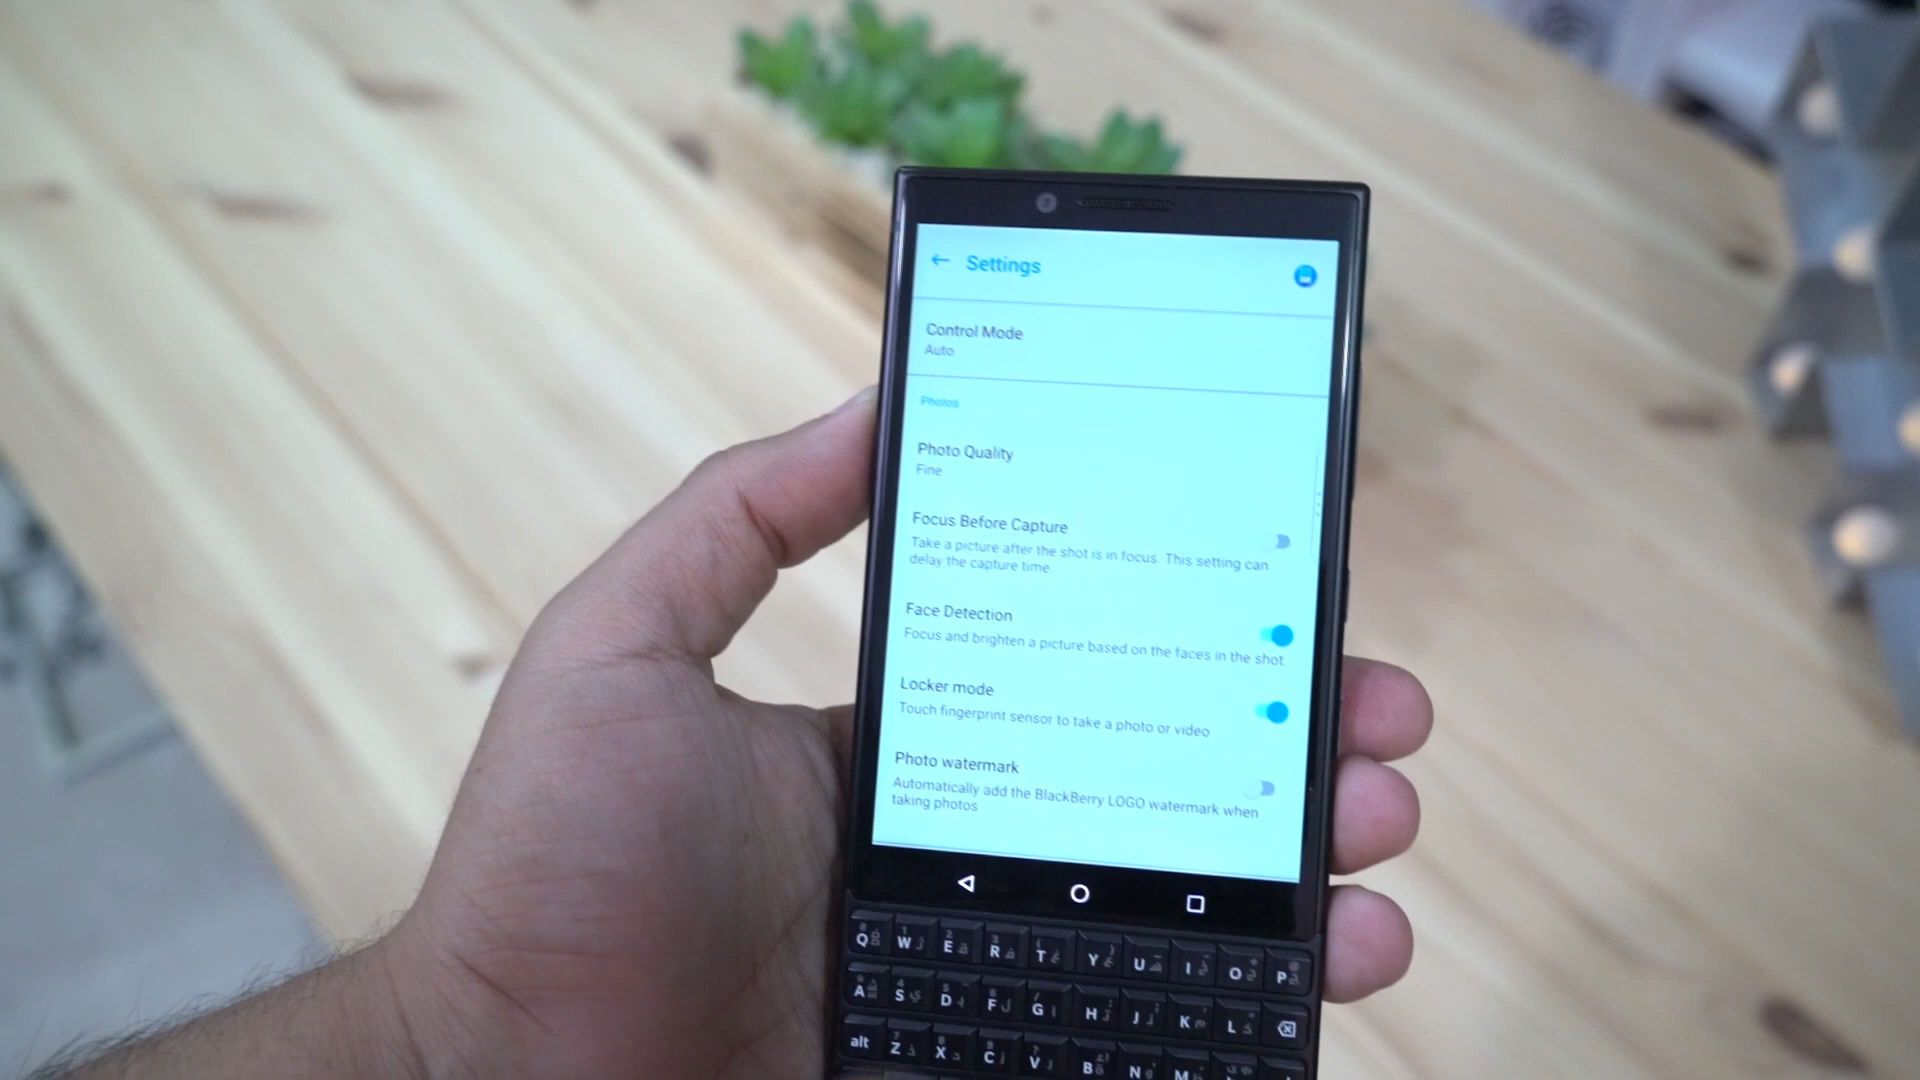 Settings
Control Mode
Auto
Photos
Photo Quality
Fine
Focus Before Capture
Take a picture after the shot is in focus. This setting can
delay the capture time.
Face Detection
Focus and brighten a picture based on the faces in the shot.
Locker mode
Touch fingerprint sensor to take a photo or video
Photo watermark
Automatically add the BlackBerry LOGO watermark when
taking photos
Q W E R T Y U I O P
A S D F G H J K L
alt Z X C V B N M